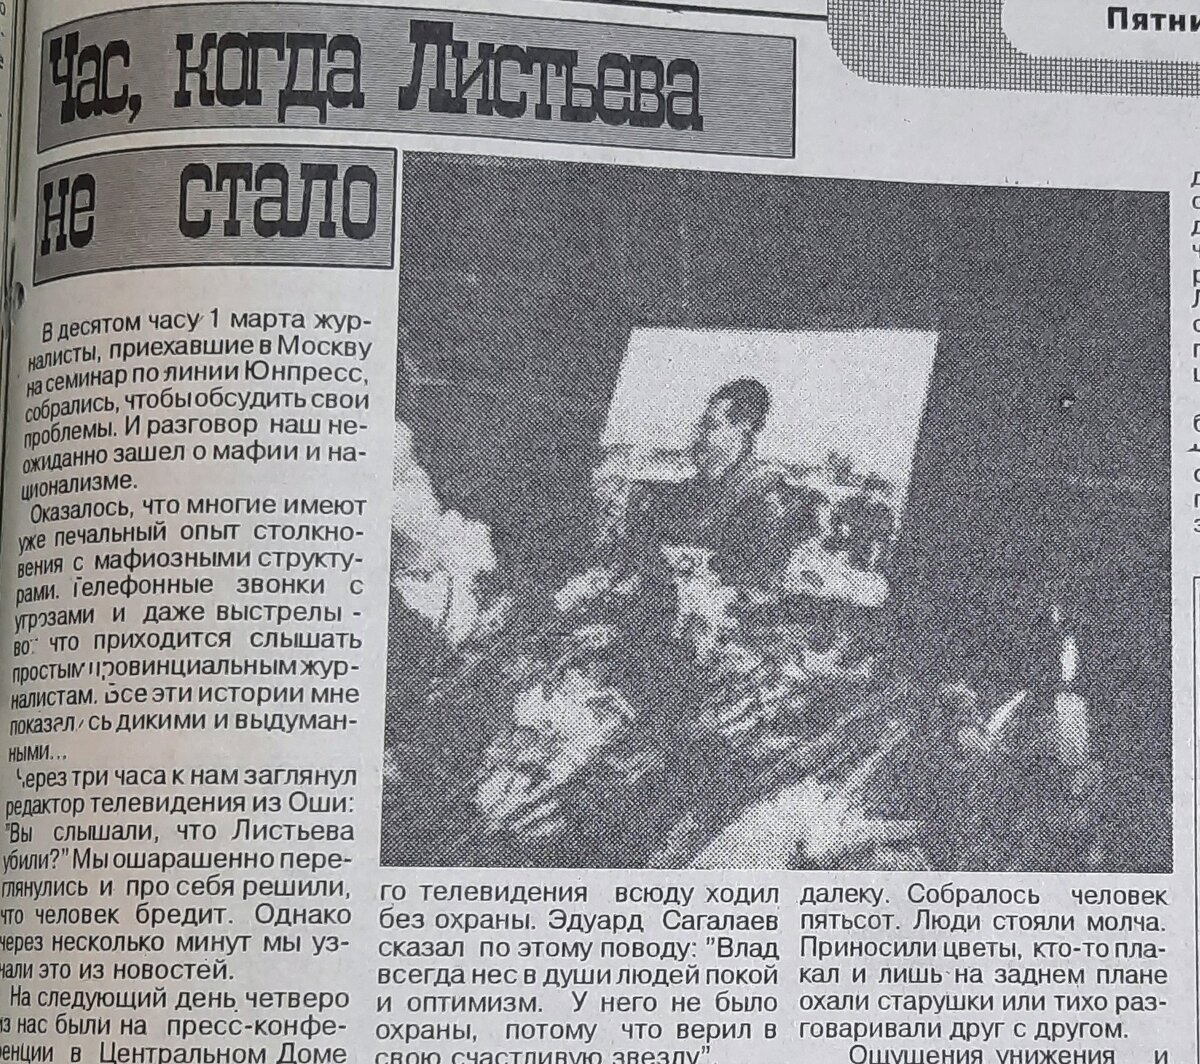 Пятни
Час, когда Листьева
не стало
В десятом часу 1 марта жур-
налисты, приехавшие в Москву
на семинар по линии Юнпресс,
собрались, чтобы обсудить свои
проблемы. И разговор наш не-
ожиданно зашел о мафии и на-
ционализме.
Оказалось, что многие имеют
уже печальный опыт столкно-
вения с мафиозными структу-
рами. Телефонные звонки с
угрозами и даже выстрелы -
вот что приходится слышать
простым провинциальным жур-
налистам. Все эти истории мне
показались дикими и выдуман-
ными...
Через три часа к нам заглянул
редактор телевидения из Оши:
"Вы слышали, что Листьева
убили?" Мы ошарашенно пере-
глянулись и про себя решили,
что человек бредит. Однако
через несколько минут мы уз-
нали это из новостей.
На следующий день четверо
из нас были на пресс-конфе-
ренции в Центральном Доме
го телевидения всюду ходил
без охраны. Эдуард Сагалаев
сказал по этому поводу: "Влад
всегда нес в души людей покой
и оптимизм. У него не было
охраны, потому что верил в
свою счастливую звезду".
далеку. Собралось человек
пятьсот. Люди стояли молча.
Приносили цветы, кто-то пла-
кал и лишь на заднем плане
охали старушки или тихо раз-
говаривали друг с другом.
Ощущения унижения и